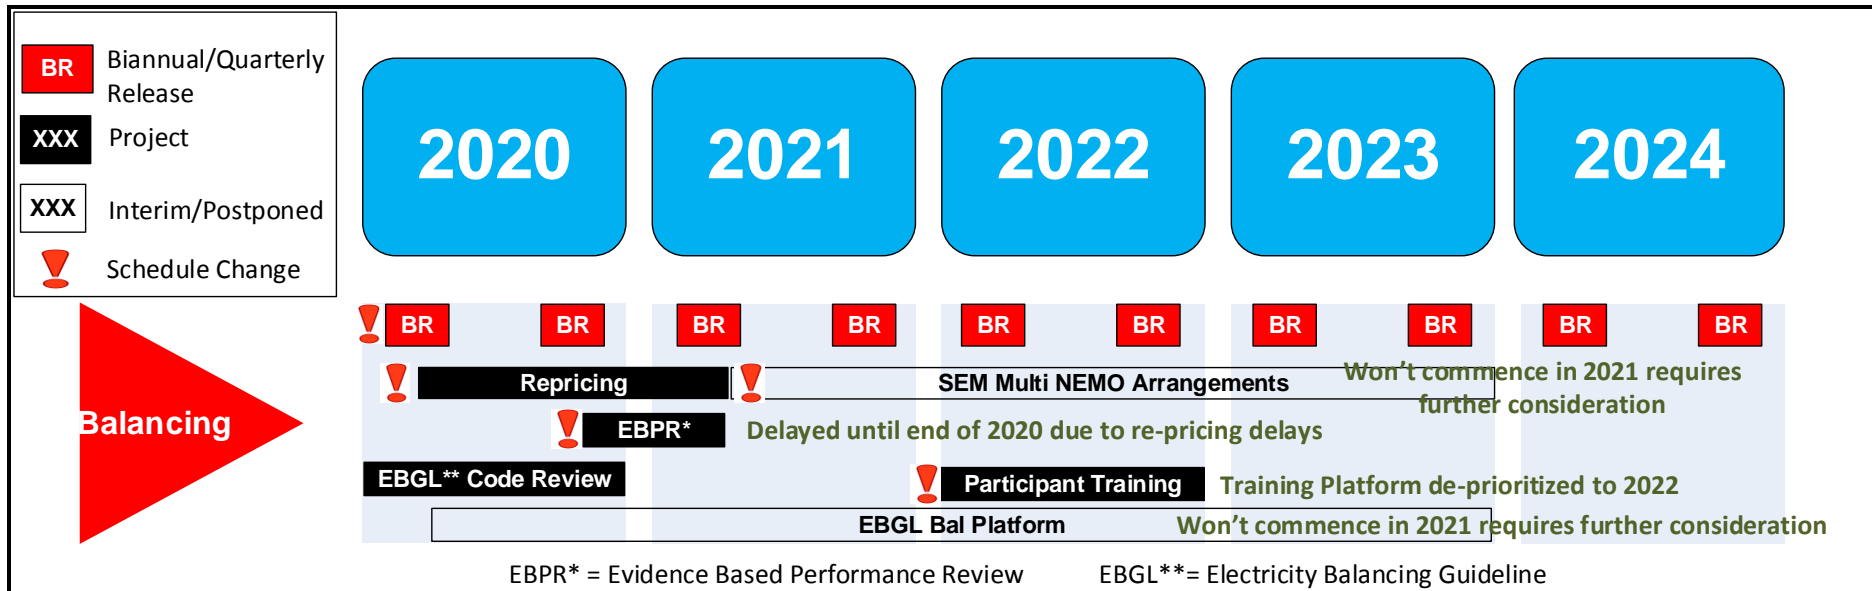 BR
Biannual/Quarterly
Release
XXX
Project
XXX
Interim/Postponed
Schedule Change
2020
2021
2022
2023
2024
Balancing
BR BR BR BR BR BR BR BR BR BR
Repricing
SEM Multi NEMO Arrangements
Won’t commence in 2021 requires
further consideration
EBPR*
Delayed until end of 2020 due to re-pricing delays
EBGL** Code Review
Participant Training
Training Platform de-prioritized to 2022
EBGL Bal Platform
Won’t commence in 2021 requires further consideration
EBPR* = Evidence Based Performance Review
EBGL**= Electricity Balancing Guideline